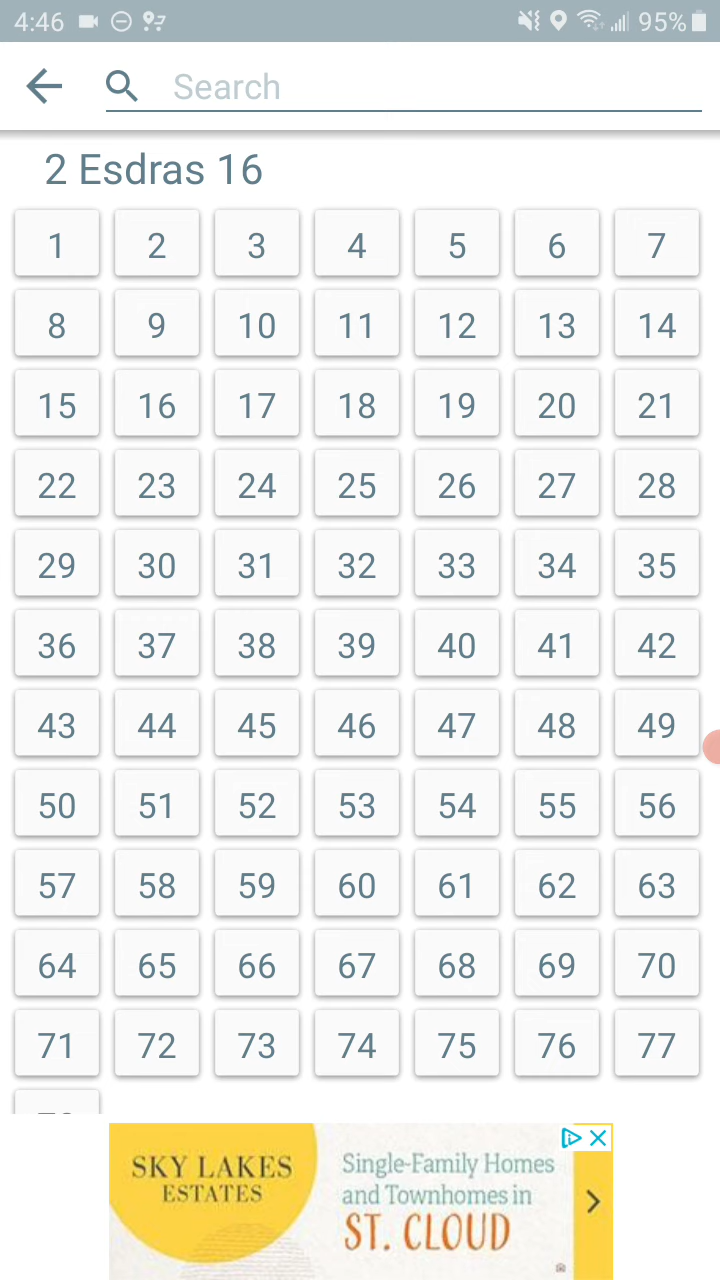 4:46 95%
Search
2 Esdras 16
1 2 3 4 5 6 7
8 9 10 11 12 13 14
15 16 17 18 19 20 21
22 23 24 25 26 27 28
29 30 31 32 33 34 35
36 37 38 39 40 41 42
43 44 45 46 47 48 49
50 51 52 53 54 55 56
57 58 59 60 61 62 63
64 65 66 67 68 69 70
71 72 73 74 75 76 77
SKY LAKES
ESTATES
Single-Family Homes
and Townhomes in
ST. CLOUD